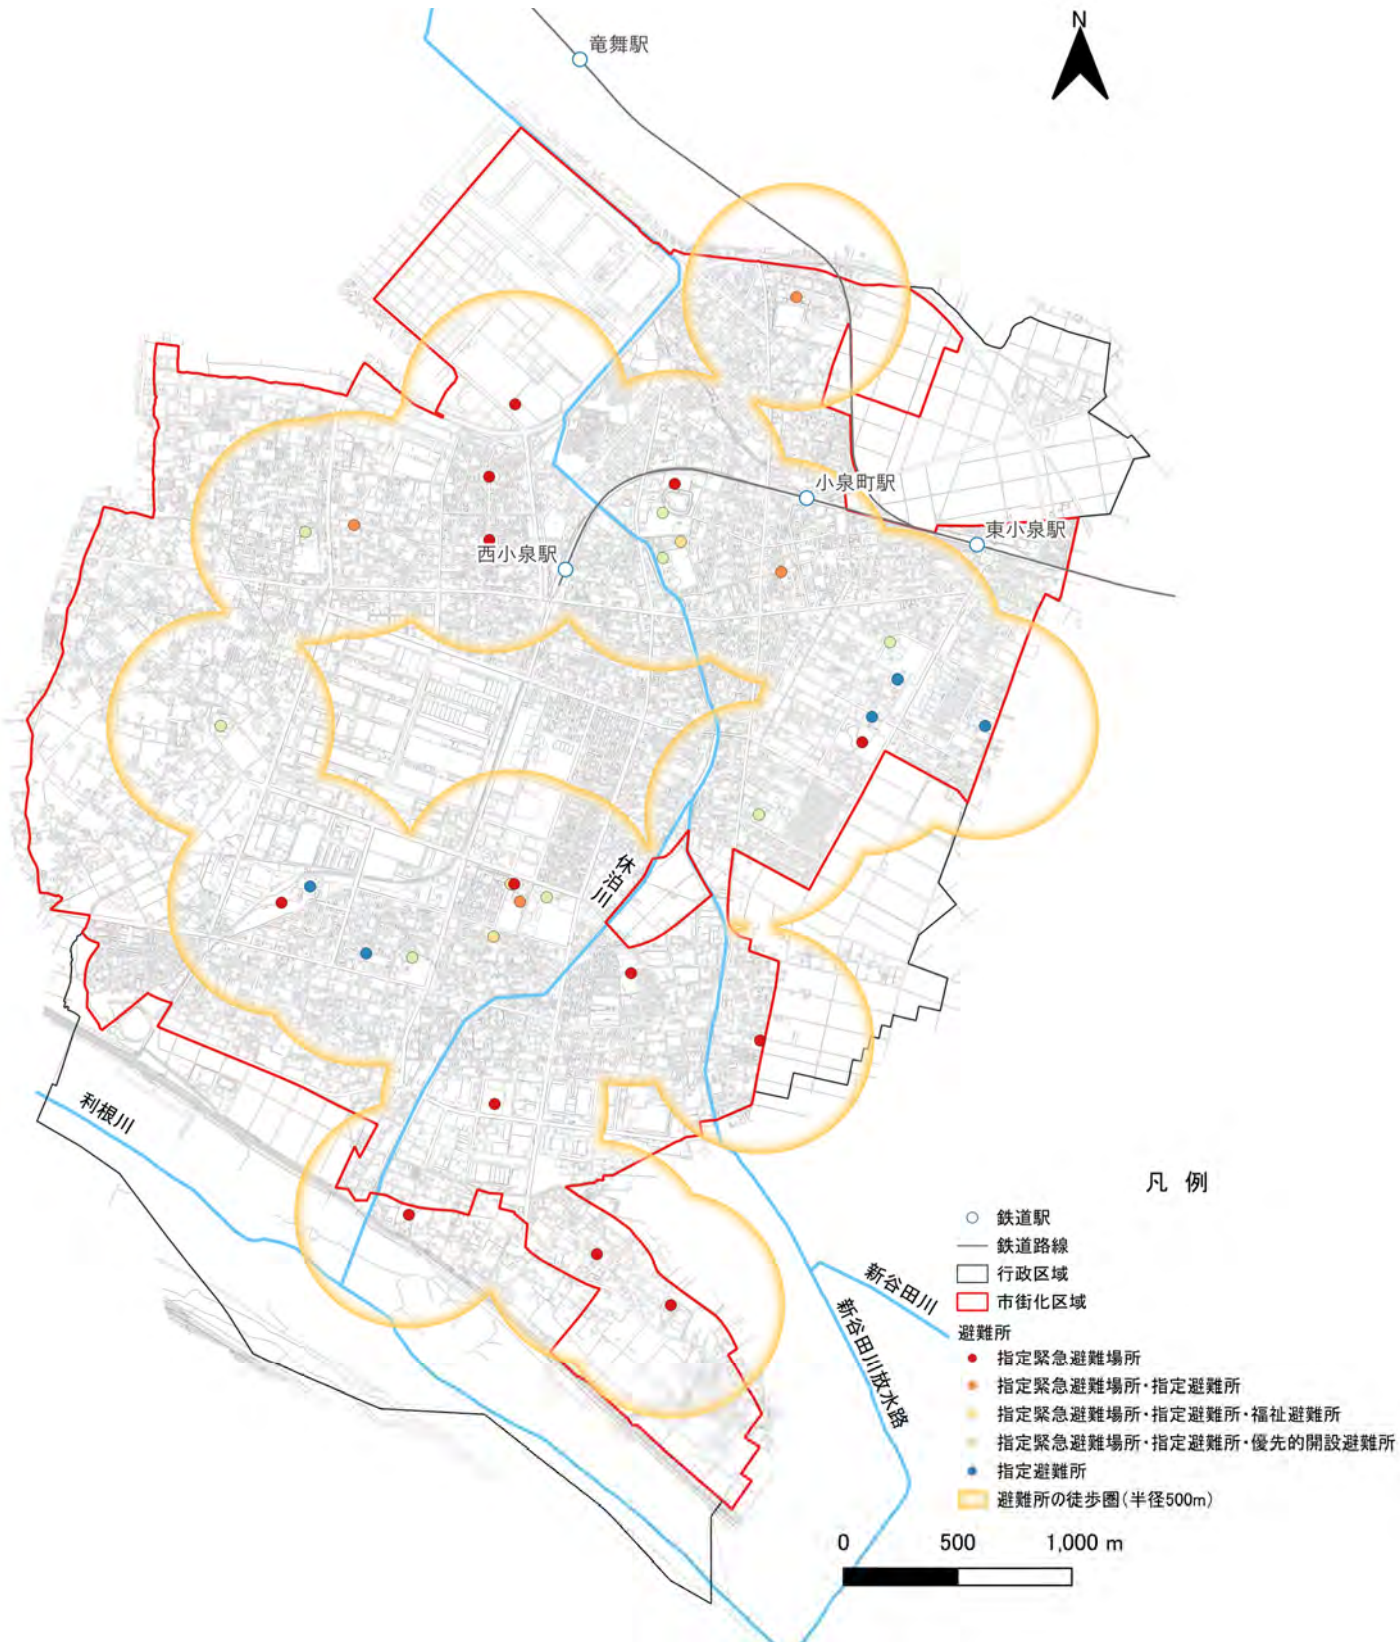 N
竜舞駅
小泉町駅
東小泉駅
西小泉駅
休泊川
利根川
新谷田川
新谷田川放水路
凡 例
鉄道駅
鉄道路線
行政区域
市街化区域
避難所
指定緊急避難場所
指定緊急避難場所・指定避難所
指定緊急避難場所・指定避難所・福祉避難所
指定緊急避難場所・指定避難所・優先的開設避難所
指定避難所
避難所の徒歩圏(半径500m)
0 500 1,000 m